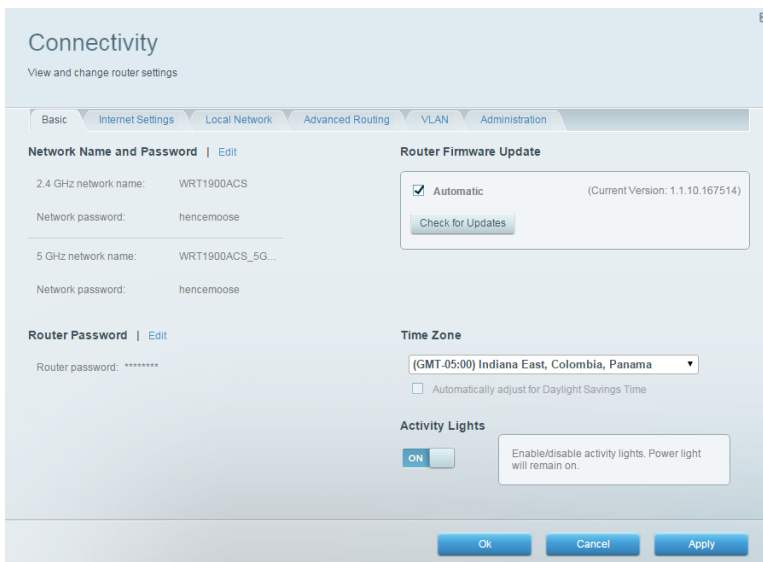 Connectivity
View and change router settings
Basic Internet Settings Local Network Advanced Routing VLAN Administration
Network Name and Password | Edit
2.4 GHz network name: WRT1900ACS
Network password: hencemoose
5 GHz network name: WRT1900ACS_5G...
Network password: hencemoose
Router Password | Edit
Router password: ********
Router Firmware Update
Automatic (Current Version: 1.1.10.167514)
Check for Updates
Time Zone
(GMT-05:00) Indiana East, Colombia, Panama
Automatically adjust for Daylight Savings Time
Activity Lights
ON
Enable/disable activity lights. Power light
will remain on.
Ok Cancel Apply